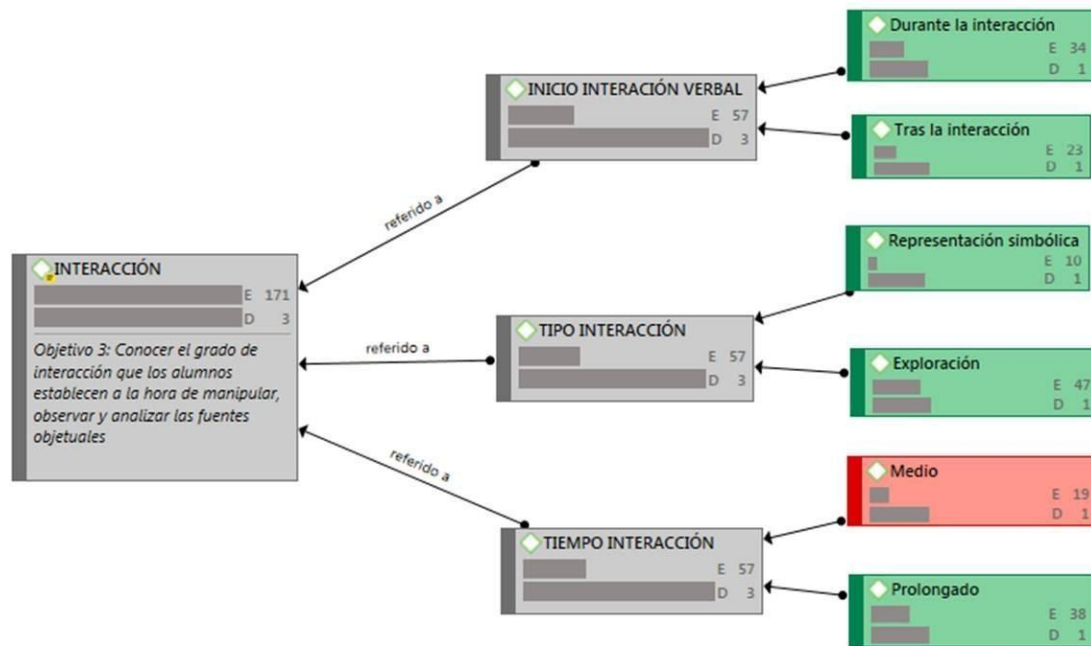 INTERACCIÓN
E 171
D 3
Objetivo 3: Conocer el grado de
interacción que los alumnos
establecen a la hora de manipular,
observar y analizar las fuentes
objetuales
referido a
INICIO INTERACIÓN VERBAL
E 57
D 3
Durante la interacción
E 34
D 1
Tras la interacción
E 23
D 1
referido a
TIPO INTERACCIÓN
E 57
D 3
Representación simbólica
E 10
D 1
Exploración
E 47
D 1
referido a
TIEMPO INTERACCIÓN
E 57
D 3
Medio
E 19
D 1
Prolongado
E 38
D 1